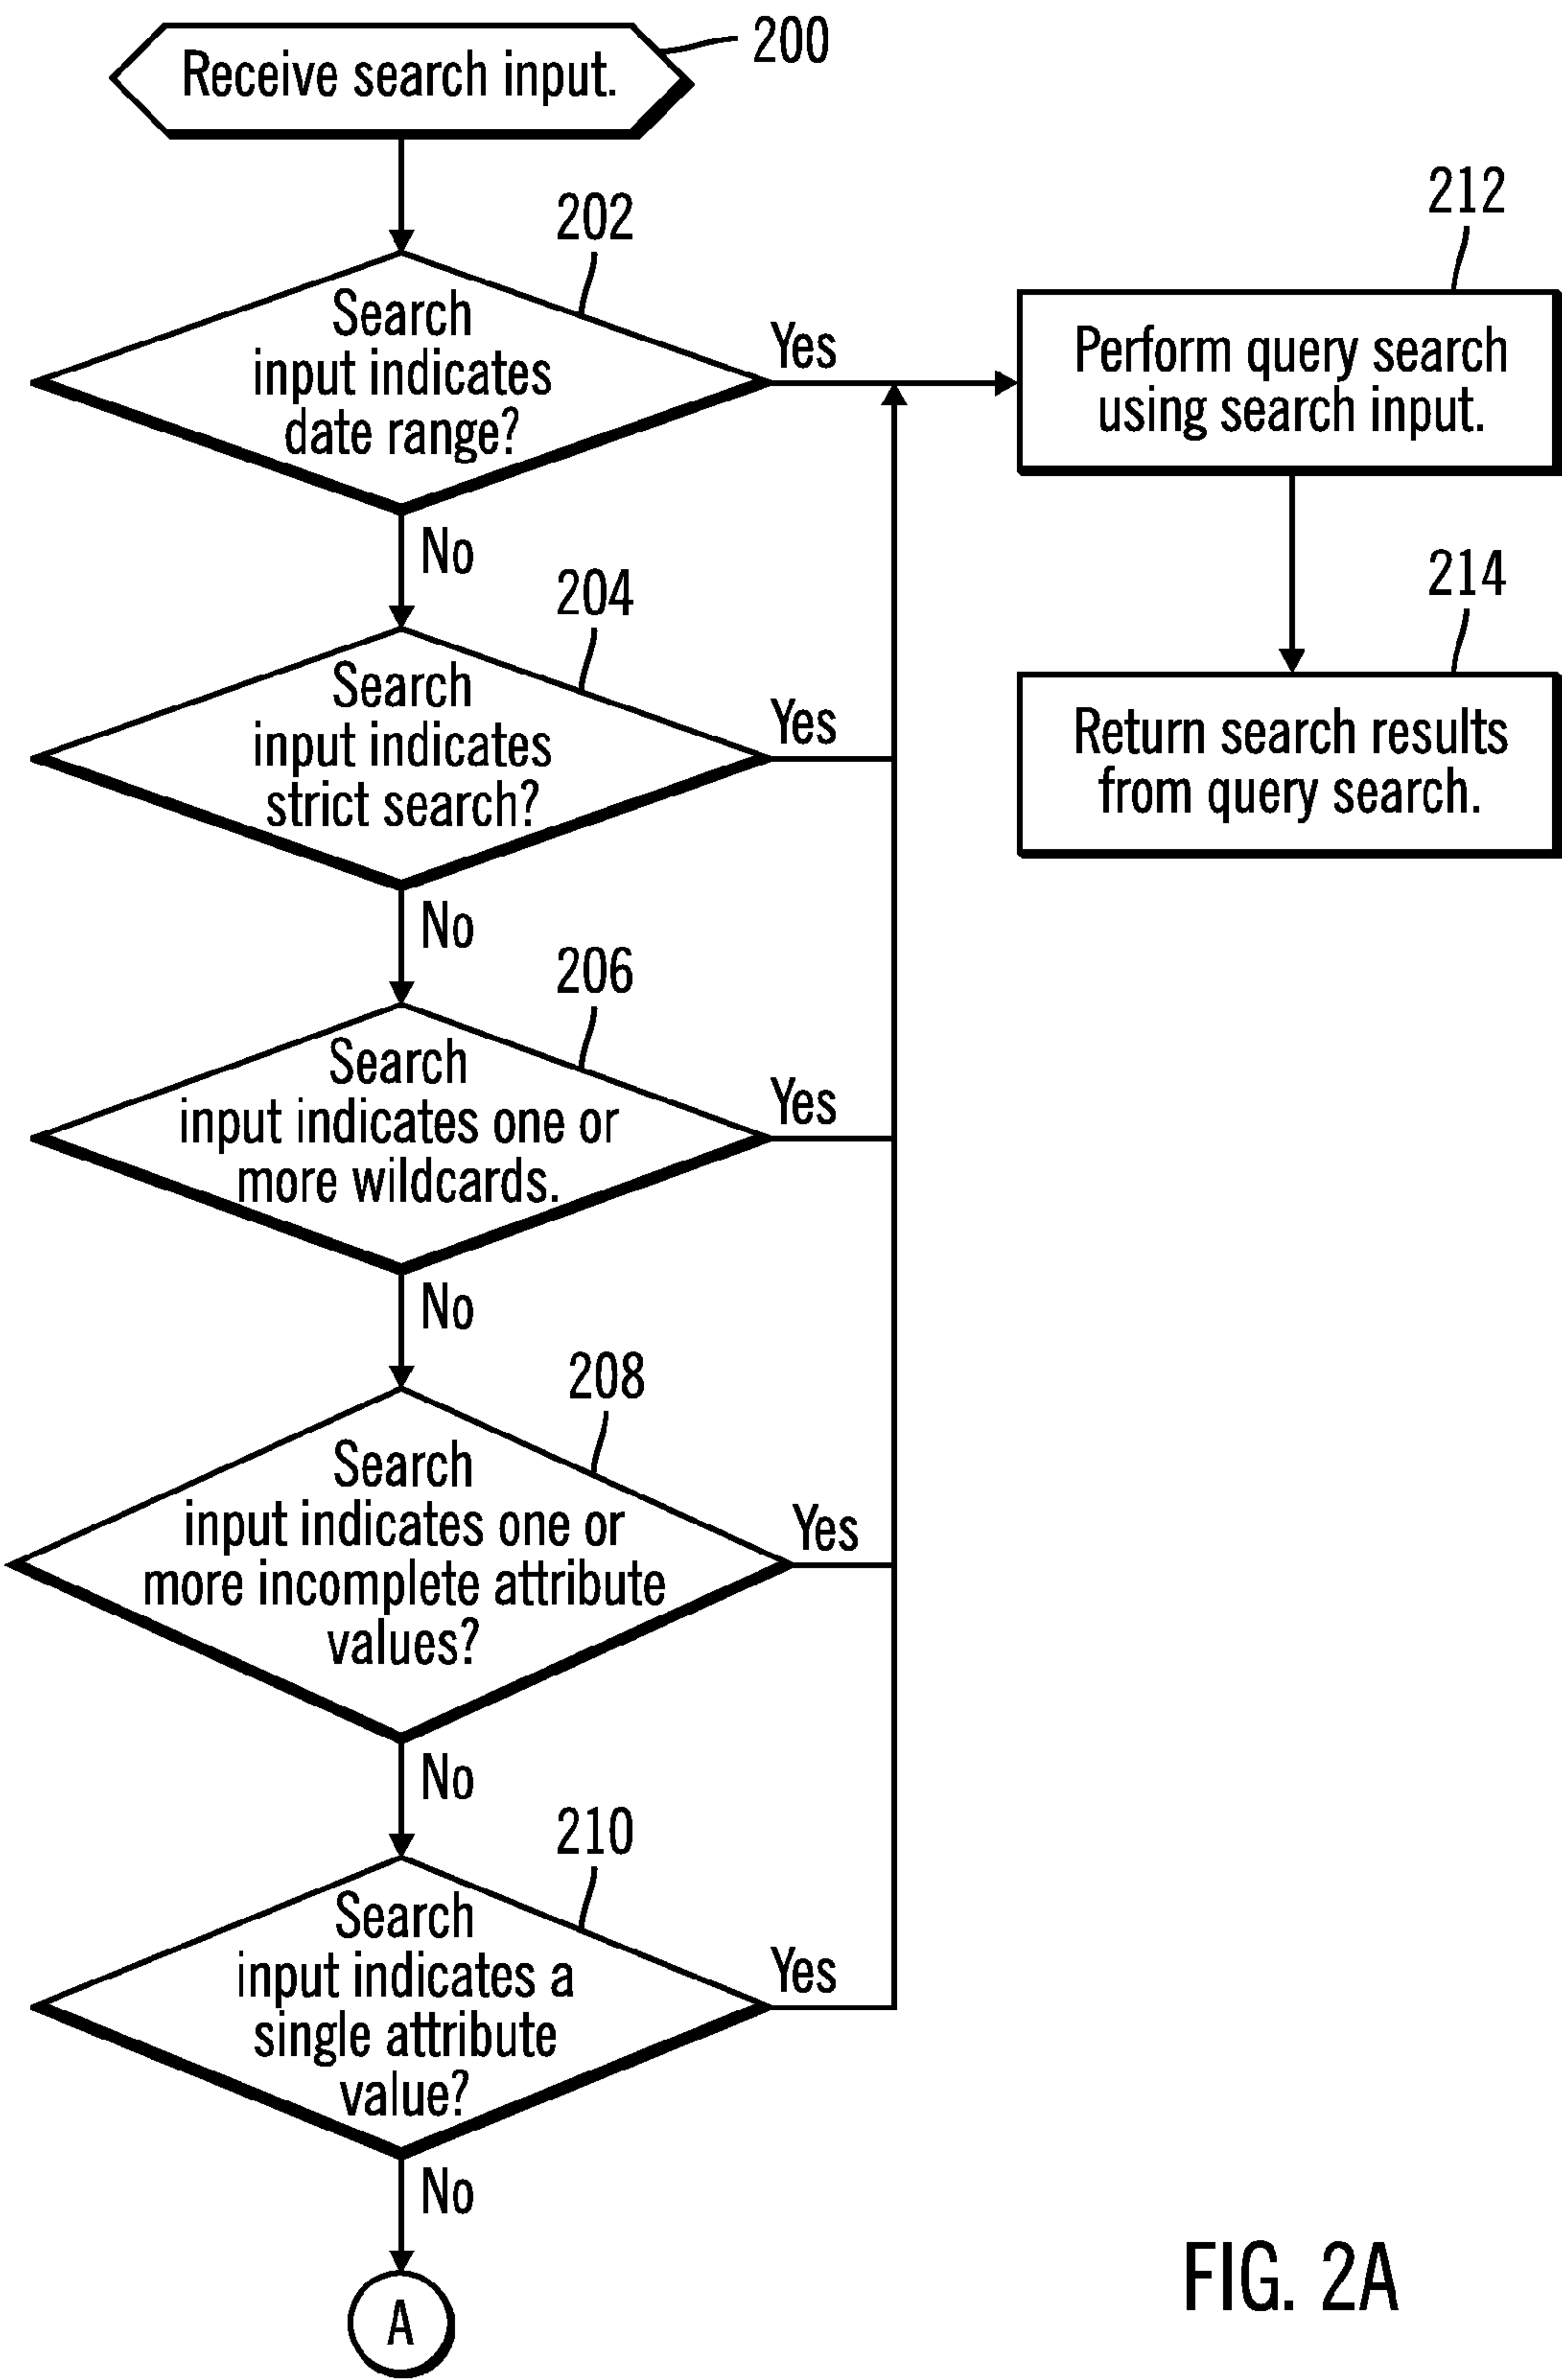 Receive search input.
200
202
Search
input indicates
date range?
Yes
No
212
Perform query search
using search input.
204
Search
input indicates
strict search?
Yes
No
214
Return search results
from query search.
206
Search
input indicates one or
more wildcards.
Yes
No
208
Search
input indicates one or
more incomplete attribute
values?
Yes
No
210
Search
input indicates a
single attribute
value?
Yes
No
A
FIG. 2A